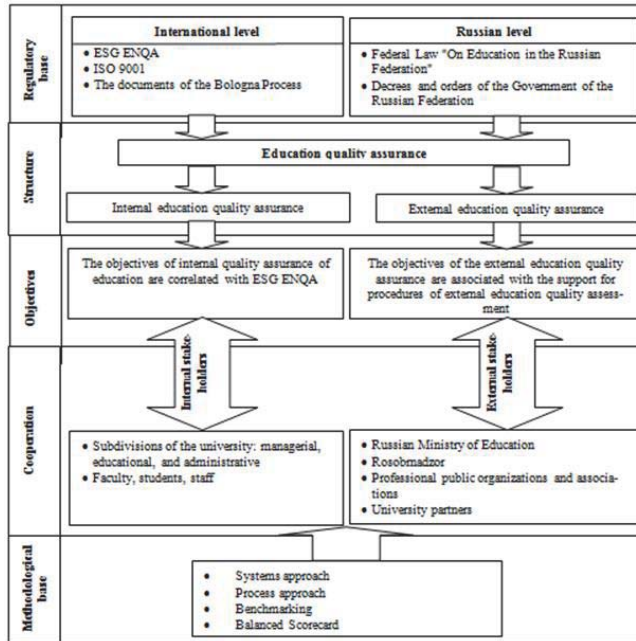 Regulatory
base
International level
• ESG ENQA
• ISO 9001
• The documents of the Bologna Process
Russian level
• Federal Law "On Education in the Russian
Federation"
• Decrees and orders of the Government of the
Russian Federation
Structure
Education quality assurance
Internal education quality assurance
External education quality assurance
Objectives
The objectives of internal quality assurance of
education are correlated with ESG ENQA
The objectives of the external education quality
assurance are associated with the support for
procedures of external education quality assess-
ment
Cooperation
Internal stake-
holders
External stake-
holders
• Subdivisions of the university: managerial,
educational, and administrative
• Faculty, students, staff
• Russian Ministry of Education
• Rosobrnadzor
• Professional public organizations and associa-
tions
• University partners
Methodological
base
• Systems approach
• Process approach
• Benchmarking
• Balanced Scorecard